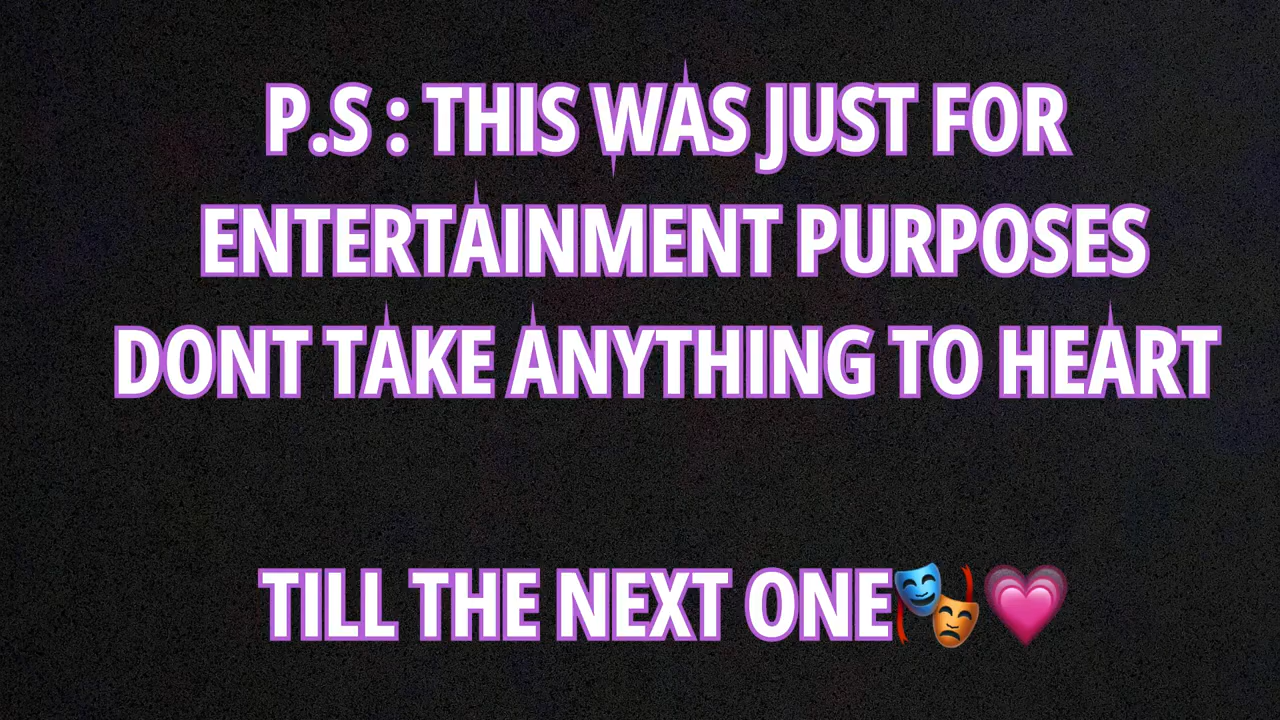 P.S : THIS WAS JUST FOR
ENTERTAINMENT PURPOSES
DONT TAKE ANYTHING TO HEART
TILL THE NEXT ONE🎭💗